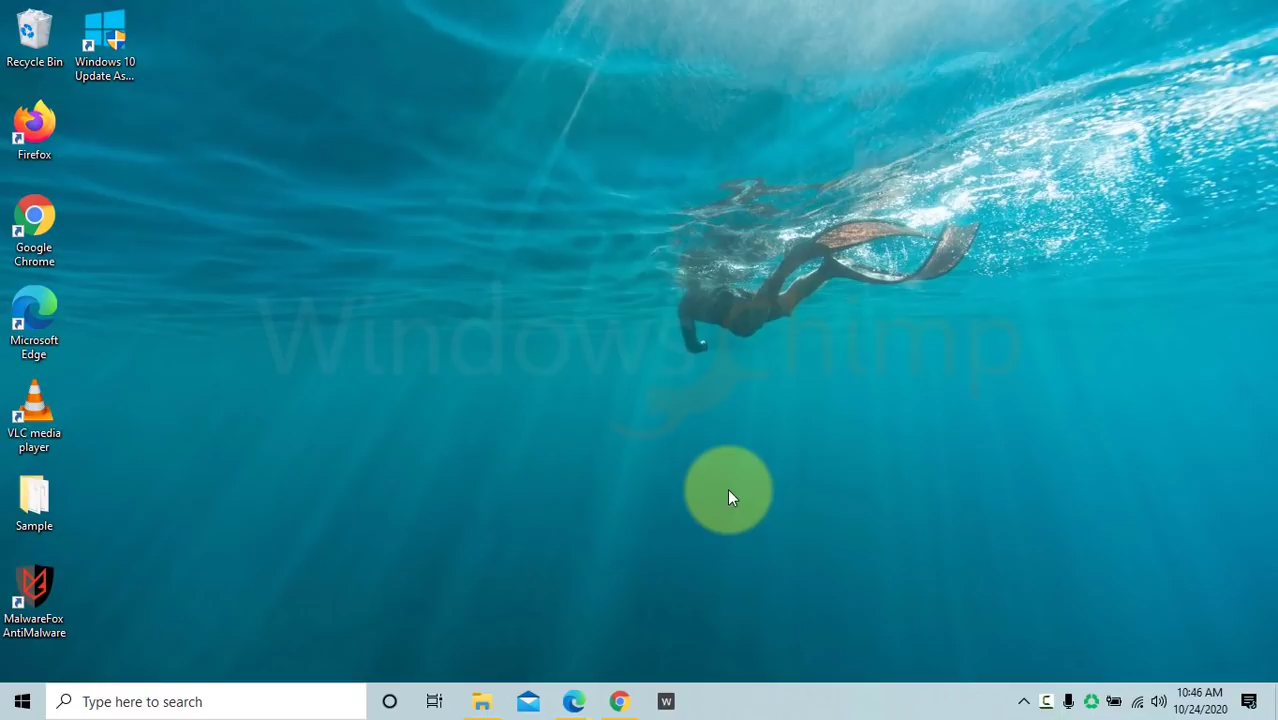 Recycle Bin
Windows 10
Update As...
Firefox
Google
Chrome
Microsoft
Edge
VLC media
player
Sample
MalwareFox
AntiMalware
WindowsChimp
Type here to search
W
C
10:46 AM
10/24/2020